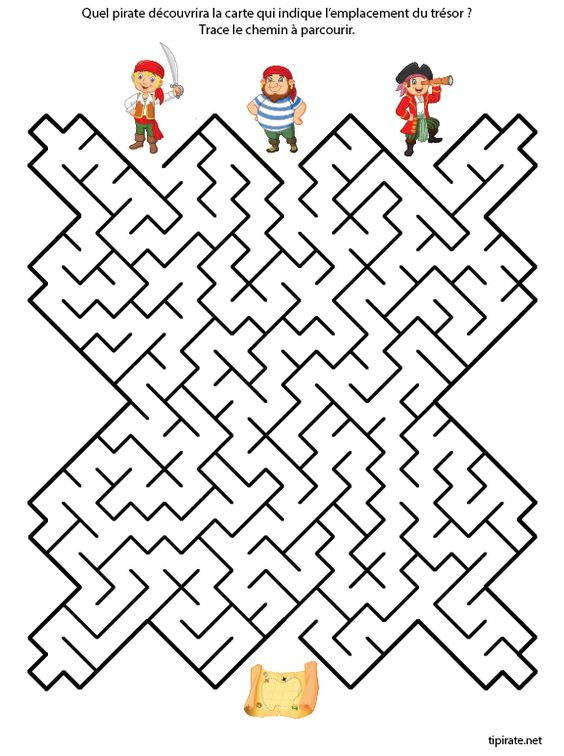 Quel pirate découvrira la carte qui indique l’emplacement du trésor ?
Trace le chemin à parcourir.
tipirate.net